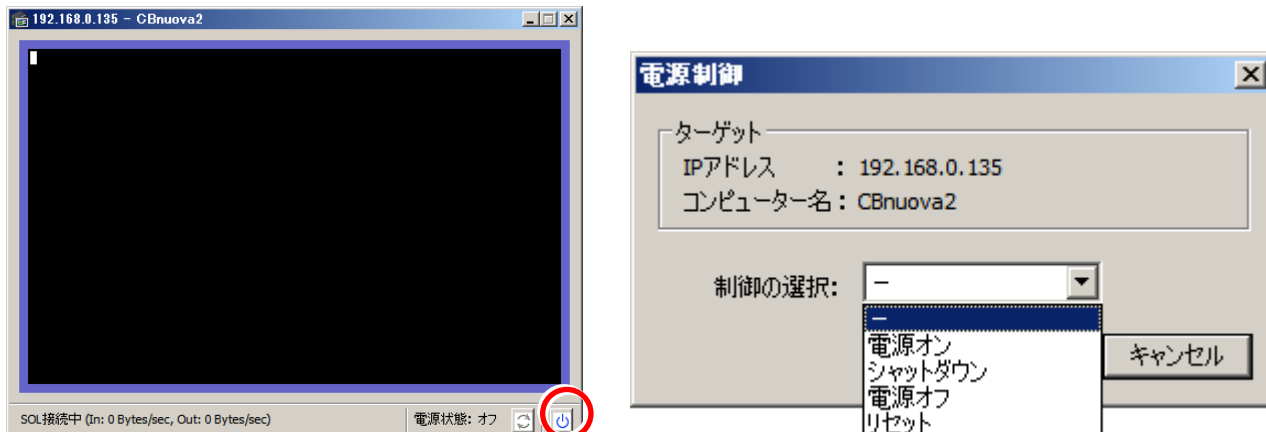 192.168.0.135 - CBnuova2
SOL接続中 (In: 0 Bytes/sec, Out: 0 Bytes/sec)
電源状態: オフ
電源制御
ターゲット
IPアドレス : 192.168.0.135
コンピューター名 : CBnuova2
制御の選択: –
–
電源オン
シャットダウン
電源オフ
リセット
キャンセル